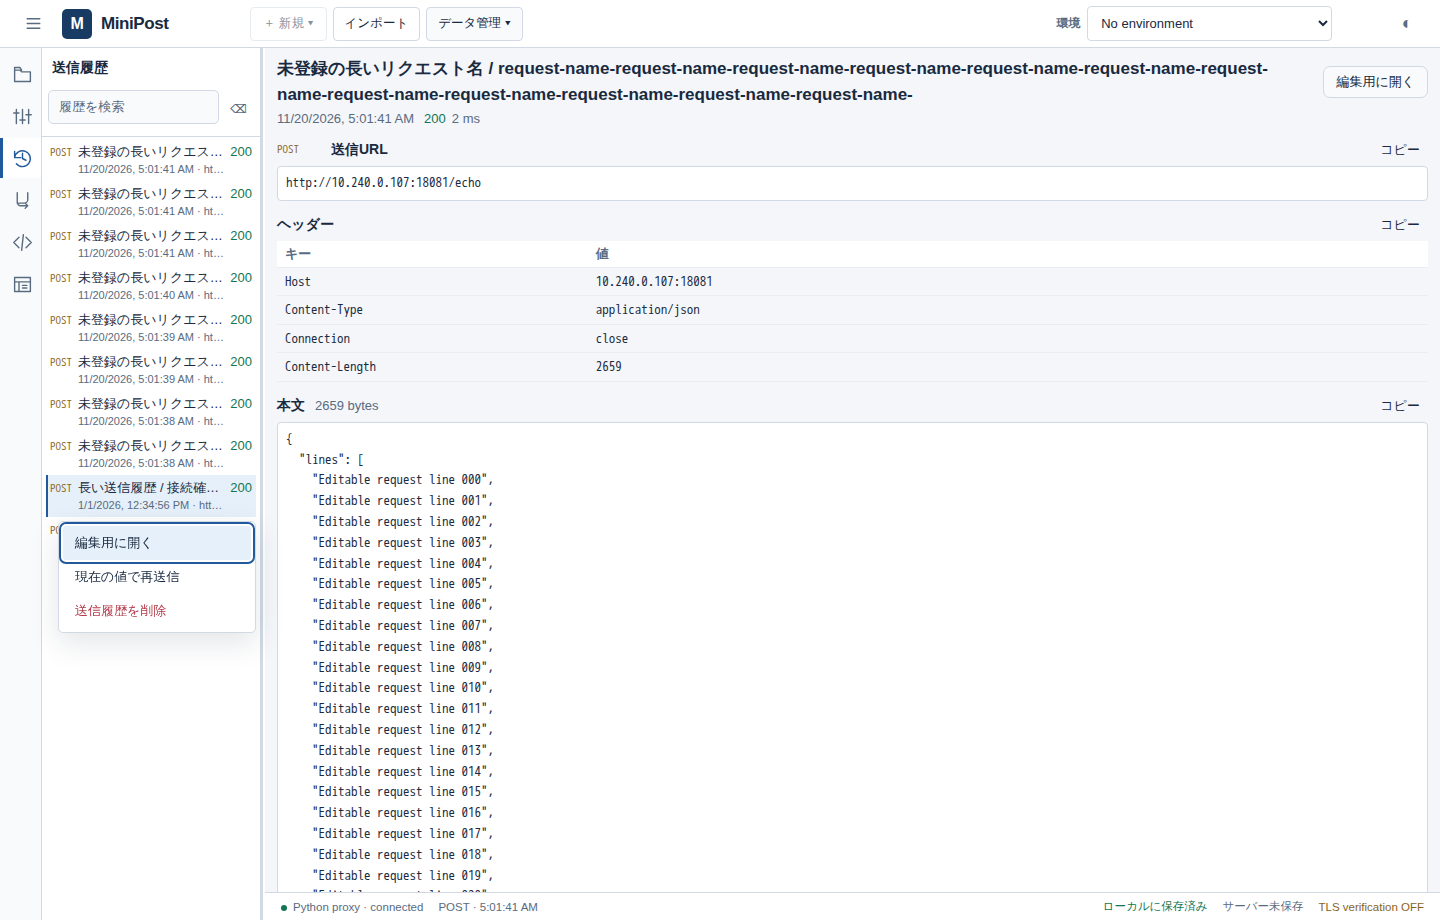 M MiniPost
＋ 新規 ▾
インポート
データ管理 ▾
環境
No environment
送信履歴
履歴を検索
POST 未登録の長いリクエス… 200
11/20/2026, 5:01:41 AM · ht…
POST 未登録の長いリクエス… 200
11/20/2026, 5:01:41 AM · ht…
POST 未登録の長いリクエス… 200
11/20/2026, 5:01:41 AM · ht…
POST 未登録の長いリクエス… 200
11/20/2026, 5:01:40 AM · ht…
POST 未登録の長いリクエス… 200
11/20/2026, 5:01:39 AM · ht…
POST 未登録の長いリクエス… 200
11/20/2026, 5:01:39 AM · ht…
POST 未登録の長いリクエス… 200
11/20/2026, 5:01:38 AM · ht…
POST 未登録の長いリクエス… 200
11/20/2026, 5:01:38 AM · ht…
POST 長い送信履歴 / 接続確… 200
1/1/2026, 12:34:56 PM · htt…
編集用に開く
現在の値で再送信
送信履歴を削除
未登録の長いリクエスト名 / request-name-request-name-request-name-request-name-request-name-request-name-request-
name-request-name-request-name-request-name-request-name-request-name-
編集用に開く
11/20/2026, 5:01:41 AM 200 2 ms
POST 送信URL コピー
http://10.240.0.107:18081/echo
ヘッダー コピー
キー 値
Host 10.240.0.107:18081
Content-Type application/json
Connection close
Content-Length 2659
本文 2659 bytes コピー
{
"lines": [
"Editable request line 000",
"Editable request line 001",
"Editable request line 002",
"Editable request line 003",
"Editable request line 004",
"Editable request line 005",
"Editable request line 006",
"Editable request line 007",
"Editable request line 008",
"Editable request line 009",
"Editable request line 010",
"Editable request line 011",
"Editable request line 012",
"Editable request line 013",
"Editable request line 014",
"Editable request line 015",
"Editable request line 016",
"Editable request line 017",
"Editable request line 018",
"Editable request line 019",
Python proxy · connected POST · 5:01:41 AM
ローカルに保存済み サーバー未保存 TLS verification OFF